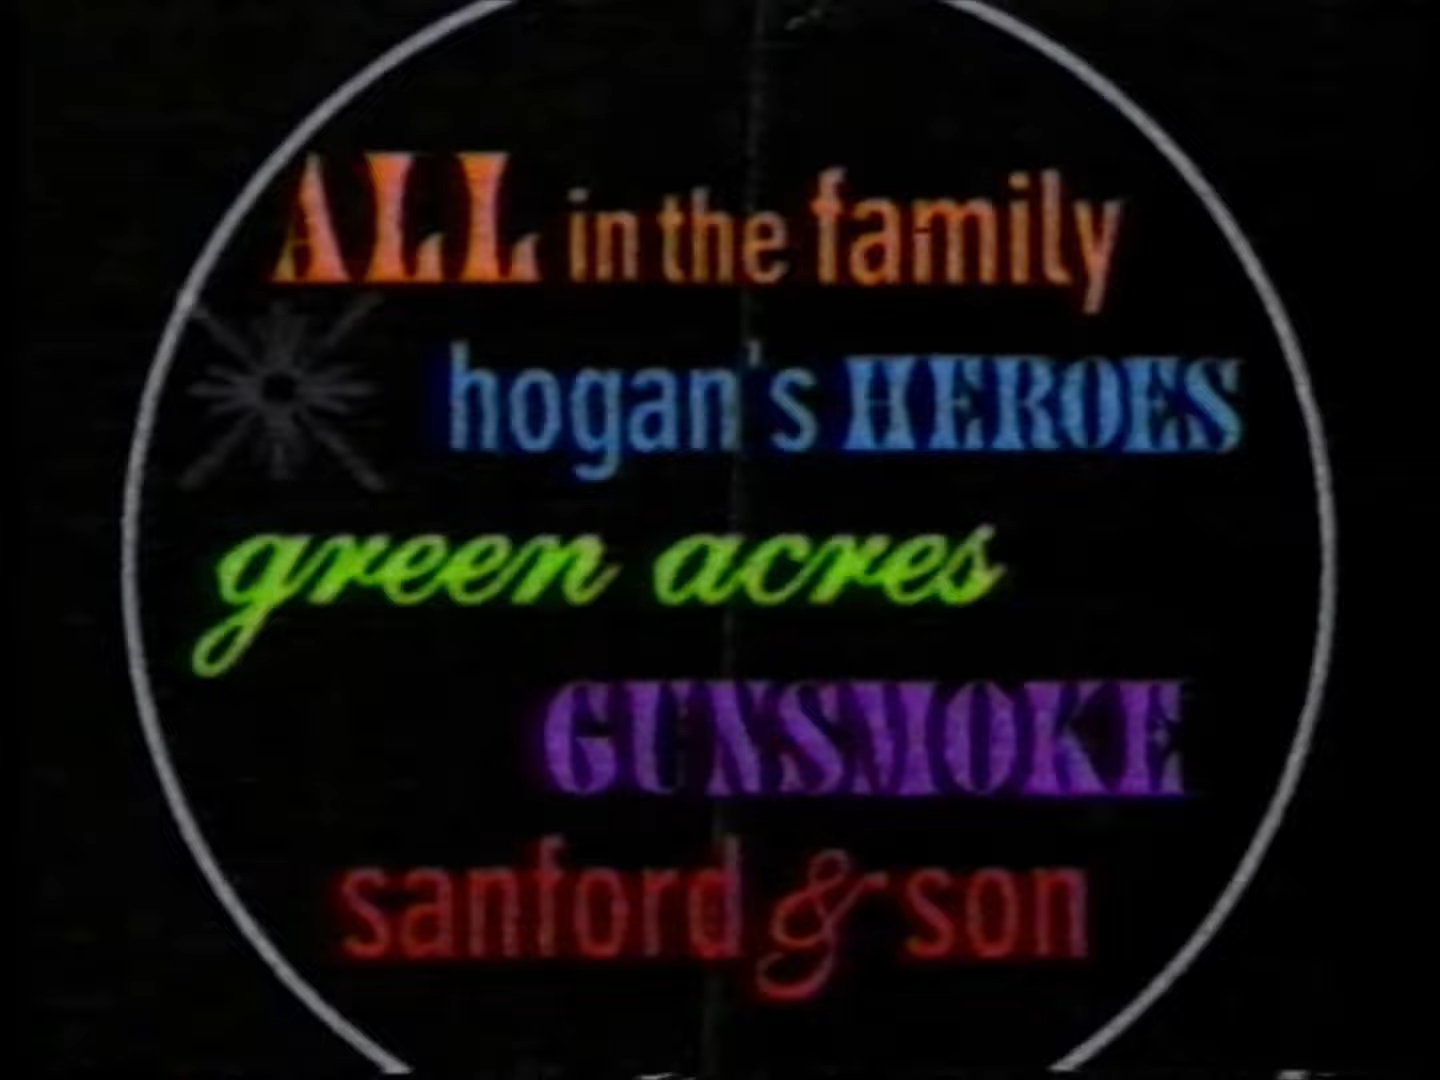 ALL in the family
hogan's HEROES
green acres
GUNSMOKE
sanford & son